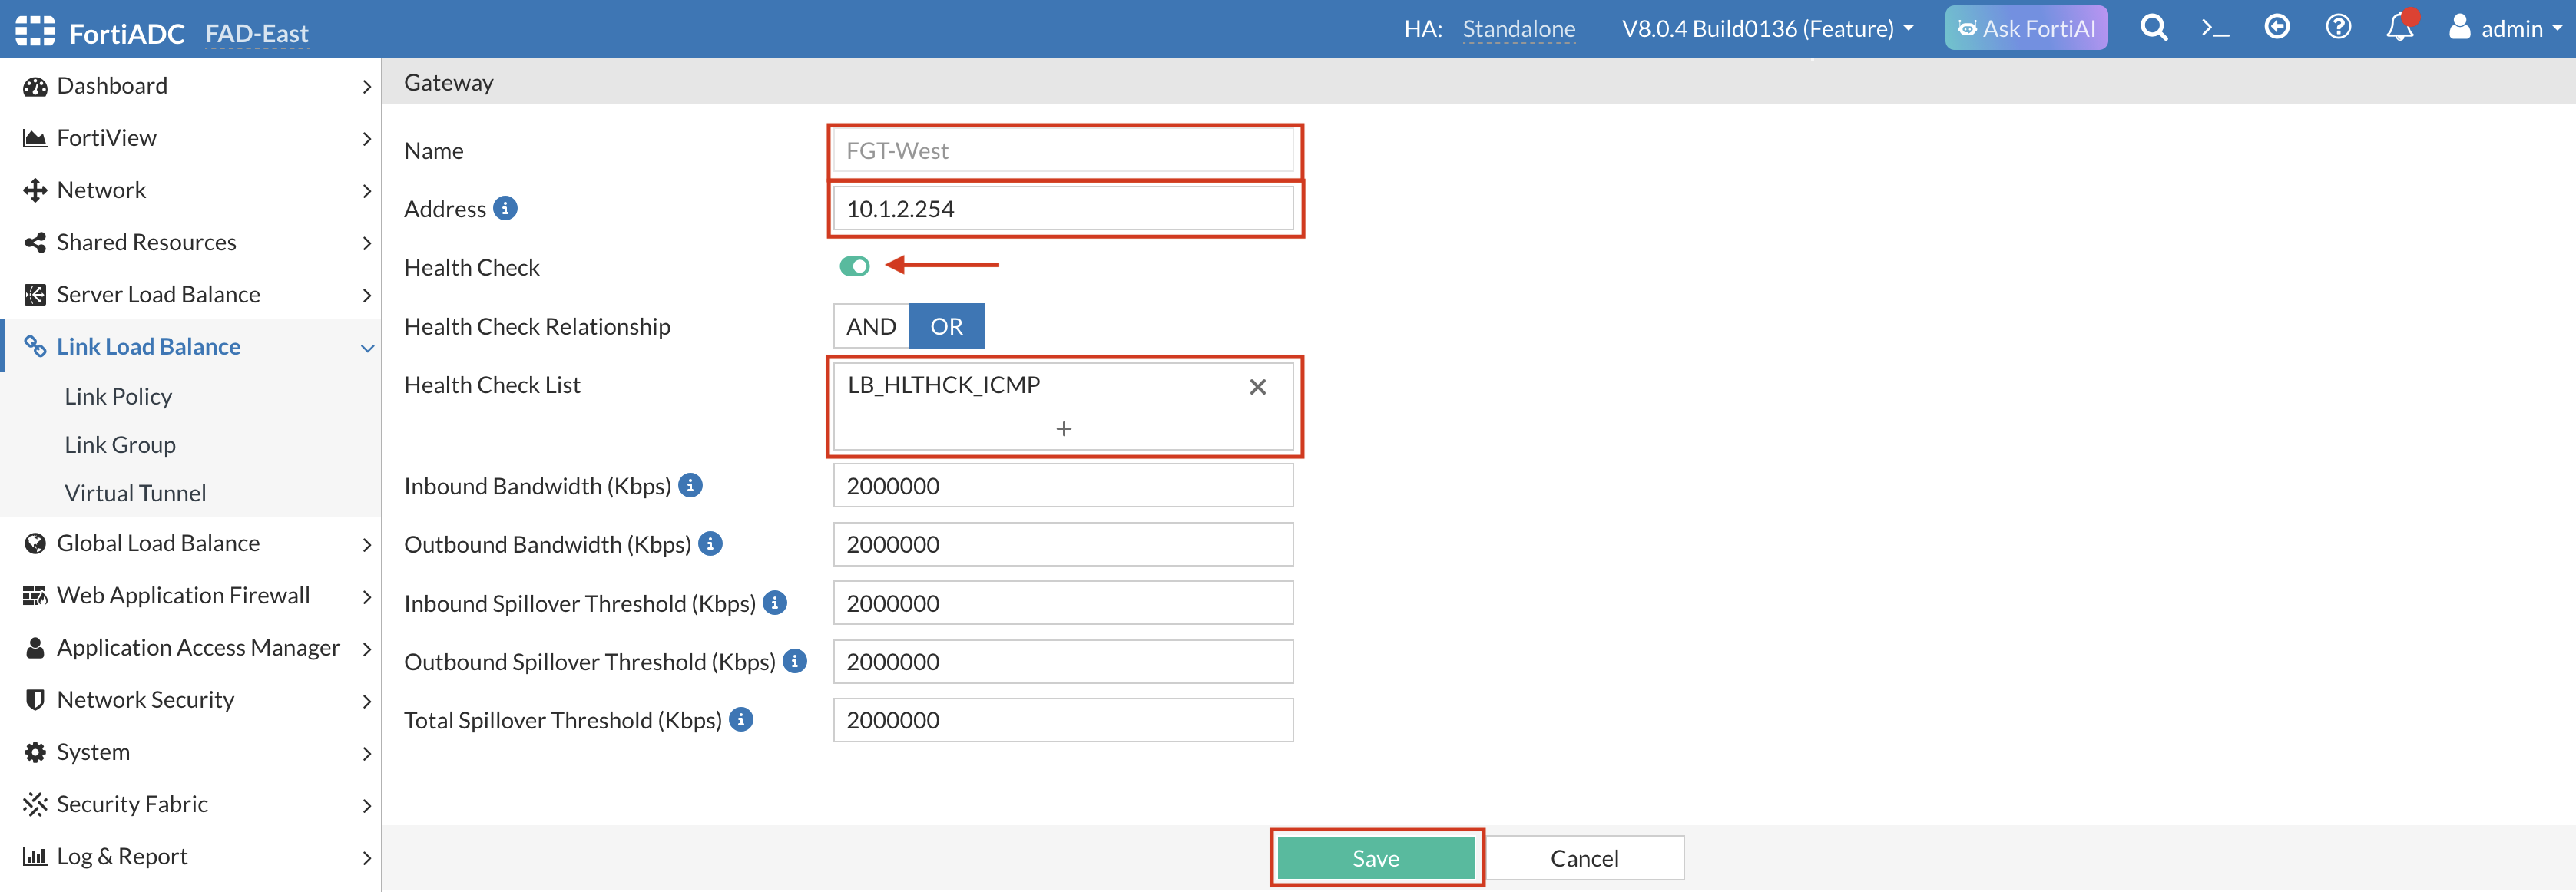 FortiADC FAD-East HA: Standalone V8.0.4 Build0136 (Feature) Ask FortiAI admin
Dashboard
FortiView
Network
Shared Resources
Server Load Balance
Link Load Balance
Link Policy
Link Group
Virtual Tunnel
Global Load Balance
Web Application Firewall
Application Access Manager
Network Security
System
Security Fabric
Log & Report
Gateway
Name FGT-West
Address 10.1.2.254
Health Check
Health Check Relationship AND OR
Health Check List LB_HLTHCK_ICMP
Inbound Bandwidth (Kbps) 2000000
Outbound Bandwidth (Kbps) 2000000
Inbound Spillover Threshold (Kbps) 2000000
Outbound Spillover Threshold (Kbps) 2000000
Total Spillover Threshold (Kbps) 2000000
Save Cancel